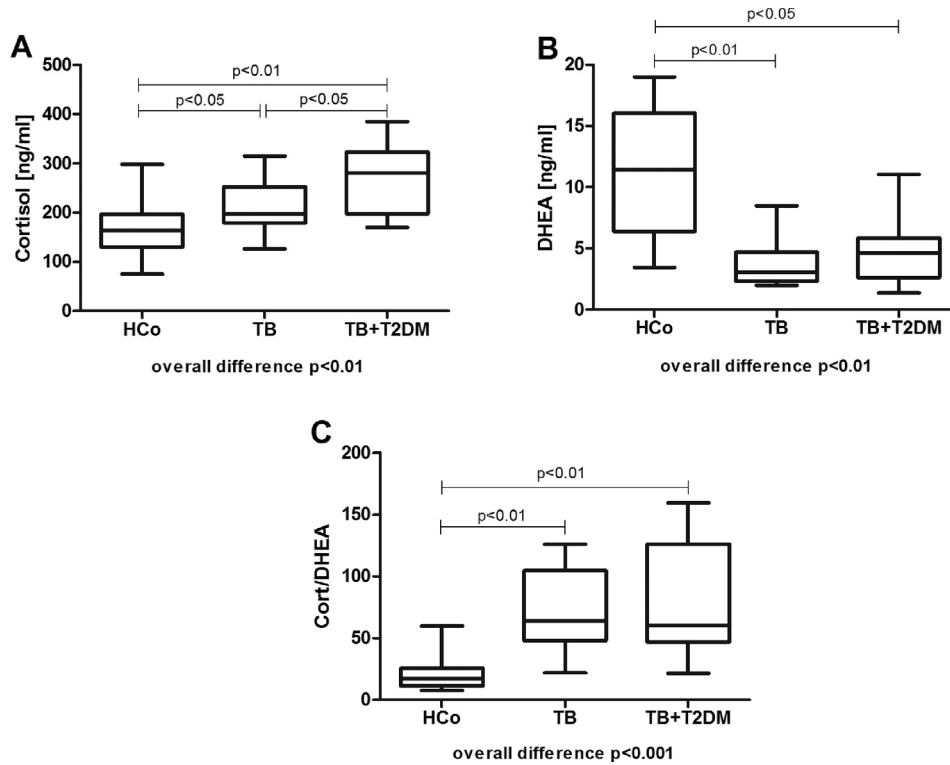 A
Cortisol [ng/ml]
500
400
300
200
100
0
p<0.01
p<0.05
p<0.05
HCo
TB
TB+T2DM
overall difference p<0.01
B
DHEA [ng/ml]
20
15
10
5
0
p<0.05
p<0.01
HCo
TB
TB+T2DM
overall difference p<0.01
C
Cort/DHEA
200
150
100
50
0
p<0.01
p<0.01
HCo
TB
TB+T2DM
overall difference p<0.001